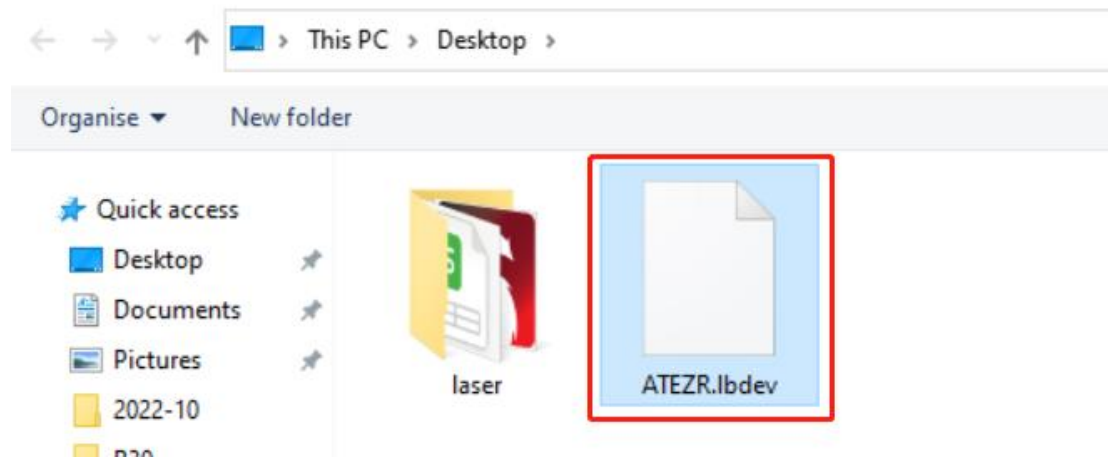 This PC > Desktop >
Organise New folder
Quick access
Desktop
Documents
Pictures
2022-10
laser
ATEZR.lbdev